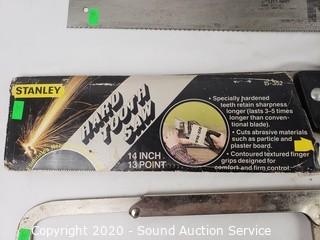 STANLEY
HARD
TOOTH
SAW
14 INCH
13 POINT
15-332
• Specially hardened
teeth retain sharpness
longer (lasts 3-5 times
longer than conven-
tional blade).
• Cuts abrasive materials
such as particle and
plaster board.
• Contoured textured finger
grips designed for
comfort and firm control.
Copyright 2020 - Sound Auction Service